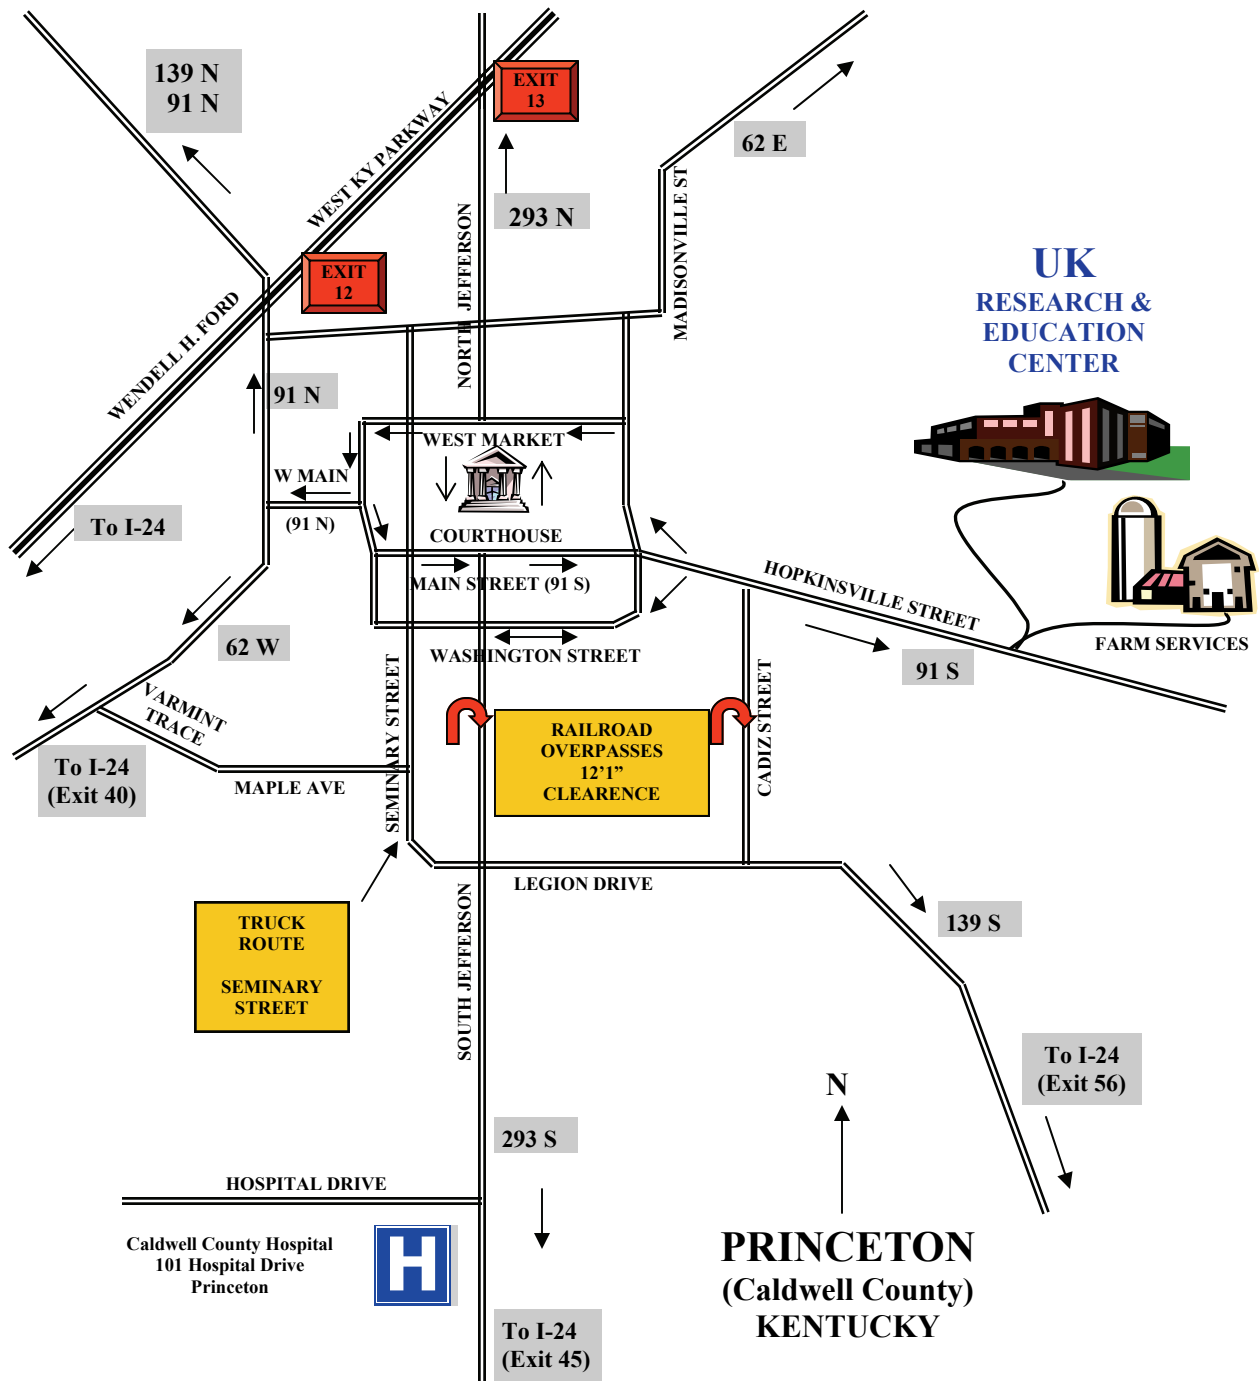 139 N
91 N
WEST KY PARKWAY
EXIT
13
62 E
293 N
MADISONVILLE ST
NORTH JEFFERSON
UK
RESEARCH &
EDUCATION
CENTER
EXIT
12
WENDELL H. FORD
91 N
WEST MARKET
W MAIN
(91 N)
To I-24
COURTHOUSE
MAIN STREET (91 S)
HOPKINSVILLE STREET
FARM SERVICES
62 W
WASHINGTON STREET
91 S
VARMINT
TRACE
SEMINARY STREET
CADIZ STREET
RAILROAD
OVERPASSES
12'1”
CLEARENCE
To I-24
(Exit 40)
MAPLE AVE
LEGION DRIVE
SOUTH JEFFERSON
TRUCK
ROUTE
SEMINARY
STREET
139 S
To I-24
(Exit 56)
N
293 S
HOSPITAL DRIVE
Caldwell County Hospital
101 Hospital Drive
Princeton
H
PRINCETON
(Caldwell County)
KENTUCKY
To I-24
(Exit 45)